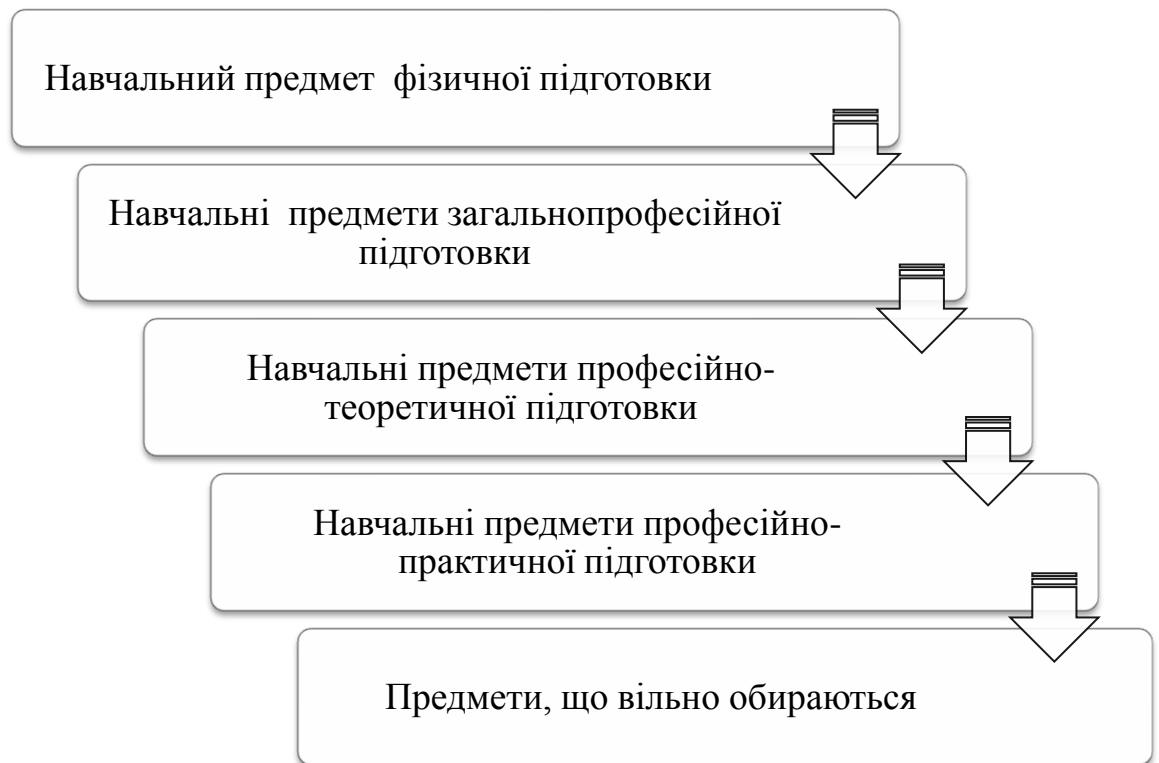 Навчальний предмет фізичної підготовки
Навчальні предмети загальнопрофесійної
підготовки
Навчальні предмети професійно-
теоретичної підготовки
Навчальні предмети професійно-
практичної підготовки
Предмети, що вільно обираються